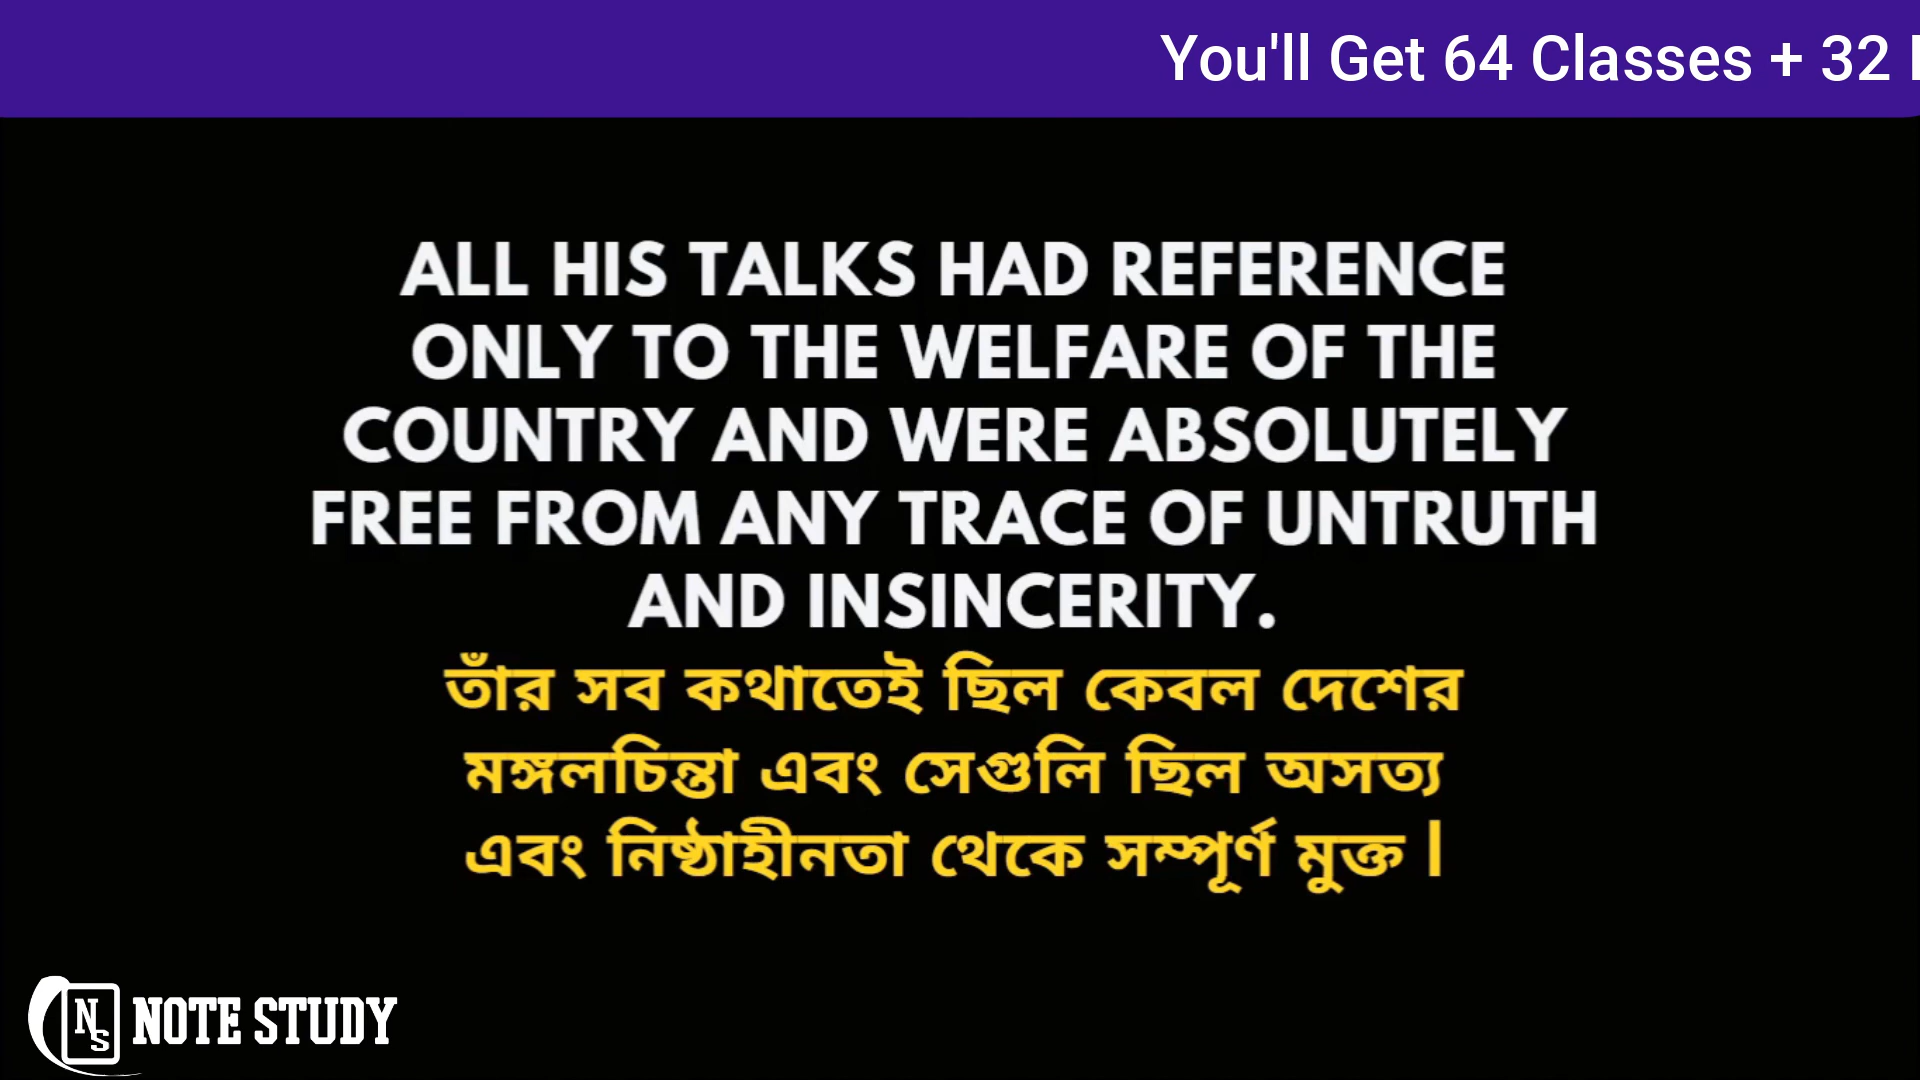 You'll Get 64 Classes + 32
ALL HIS TALKS HAD REFERENCE
ONLY TO THE WELFARE OF THE
COUNTRY AND WERE ABSOLUTELY
FREE FROM ANY TRACE OF UNTRUTH
AND INSINCERITY.
তাঁর সব কথাতেই ছিল কেবল দেশের
মঙ্গলচিন্তা এবং সেগুলি ছিল অসত্য
এবং নিষ্ঠাহীনতা থেকে সম্পূর্ণ মুক্ত।
NS NOTE STUDY